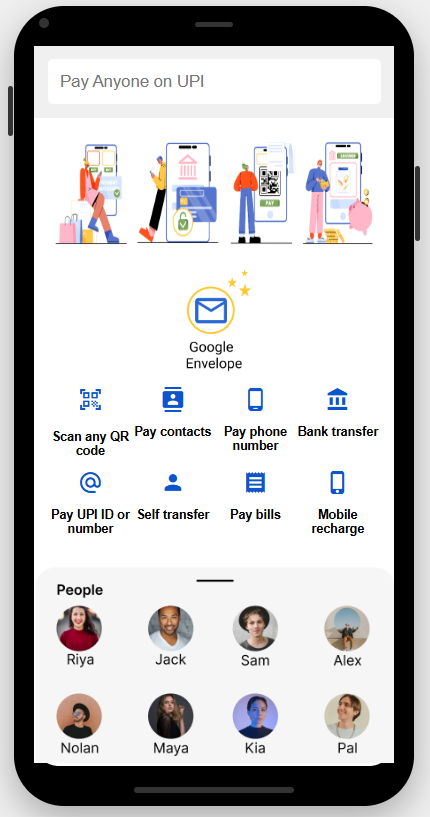 Pay Anyone on UPI
PAY
Google
Envelope
Scan any QR
code
Pay contacts
Pay phone
number
Bank transfer
Pay UPI ID or
number
Self transfer
Pay bills
Mobile
recharge
People
Riya
Jack
Sam
Alex
Nolan
Maya
Kia
Pal